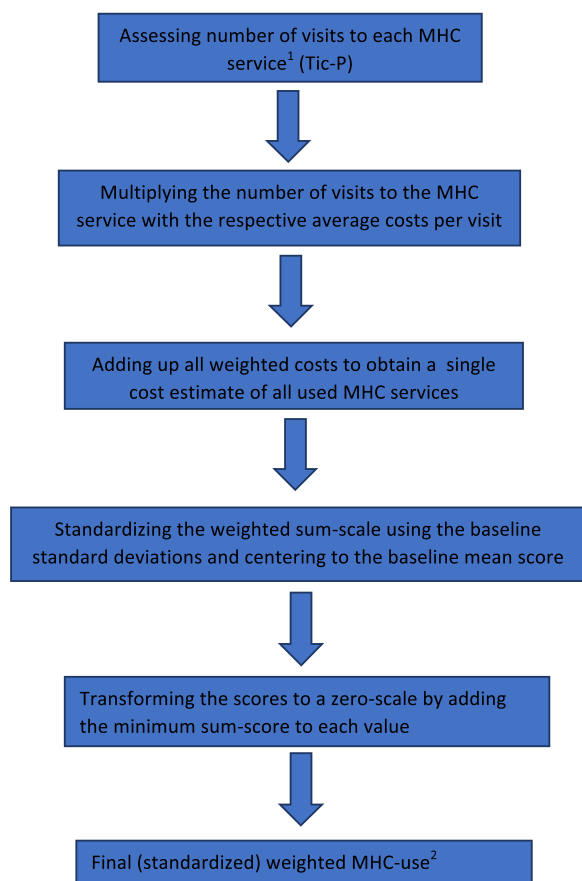 Assessing number of visits to each MHC
service¹ (Tic-P)
Multiplying the number of visits to the MHC
service with the respective average costs per visit
Adding up all weighted costs to obtain a  single
cost estimate of all used MHC services
Standardizing the weighted sum-scale using the baseline
standard deviations and centering to the baseline mean score
Transforming the scores to a zero-scale by adding
the minimum sum-score to each value
Final (standardized) weighted MHC-use²